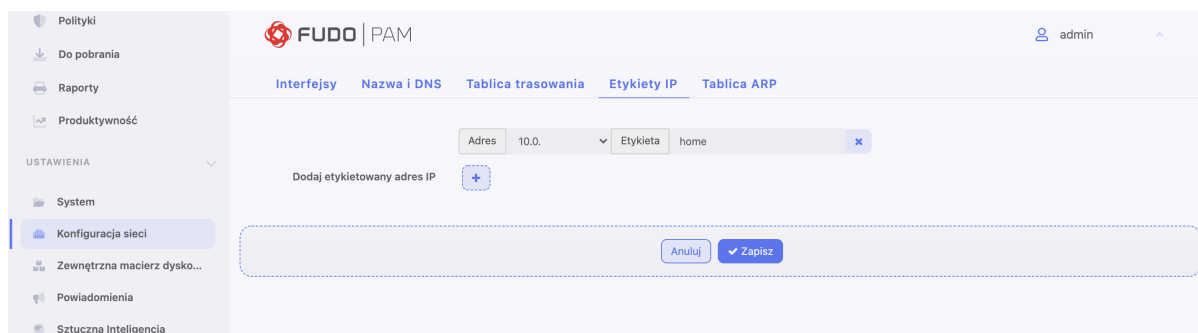 Polityki
Do pobrania
Raporty
Produktywność
USTAWIENIA
System
Konfiguracja sieci
Zewnętrzna macierz dysko...
Powiadomienia
Sztuczna Inteligencja
FUDO PAM
admin
Interfejsy Nazwa i DNS Tablica trasowania Etykiety IP Tablica ARP
Adres 10.0. Etykieta home
Dodaj etykietowany adres IP
Anuluj Zapisz